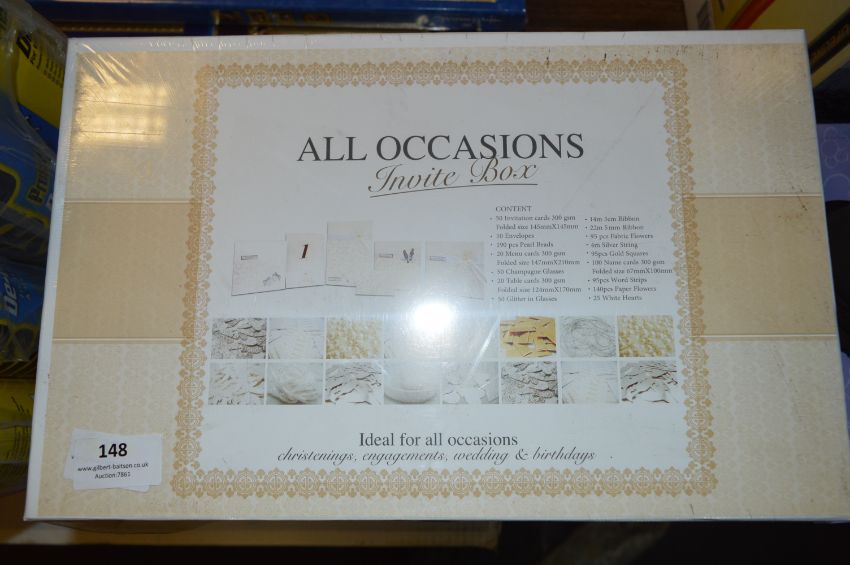 ALL OCCASIONS
Invite Box
CONTENT
• 50 Invitation cards 300 gsm
Folded size 145mmX145mm
• 50 Envelopes
• 190 pcs Pearl Beads
• 20 Menu cards 300 gsm
Folded size 147mmX210mm
• 50 Champagne Glasses
• 20 Table cards 300 gsm
Folded size 124mmX170mm
• 50 Glitter in Glasses
• 14m 3cm Ribbon
• 22m 5mm Ribbon
• 95 pcs Fabric Flowers
• 4m Silver String
• 95pcs Gold Squares
• 100 Name cards 300 gsm
Folded size 67mmX100mm
• 95pcs Word Strips
• 140pcs Paper Flowers
• 25 White Hearts
1
Ideal for all occasions
christenings, engagements, wedding & birthdays
148
www.gilbert-baitson.co.uk
Auction:7861